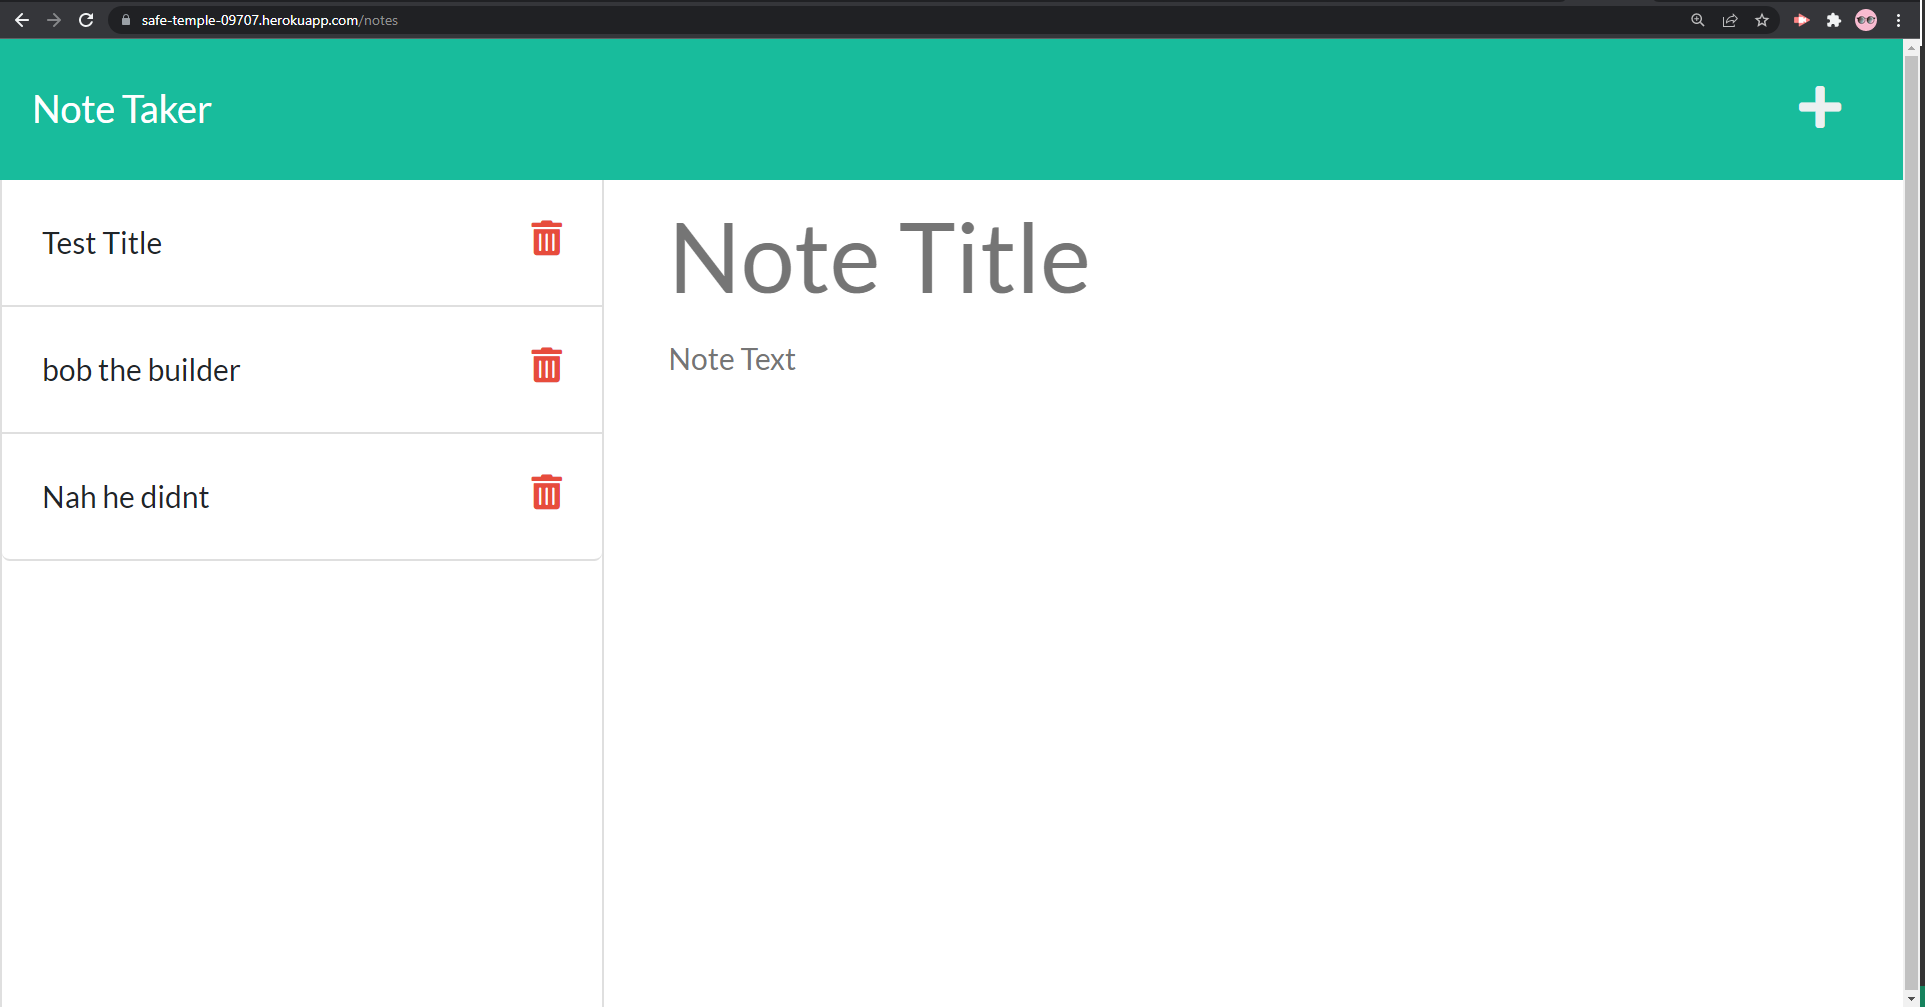 safe-temple-09707.herokuapp.com/notes
Note Taker
Test Title
bob the builder
Nah he didnt
Note Title
Note Text